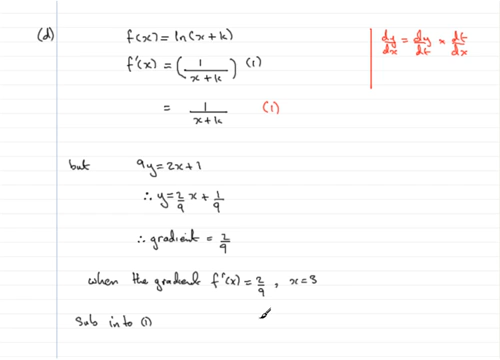 (d) f(x) = ln(x + k)
f'(x) = (1/(x + k)) (1)
= 1/(x + k) (1)
dy/dx = dy/dt × dt/dx
but 9y = 2x + 1
∴ y = 2/9 x + 1/9
∴ gradient = 2/9
when the gradient f'(x) = 2/9, x = 3
Sub into (1)